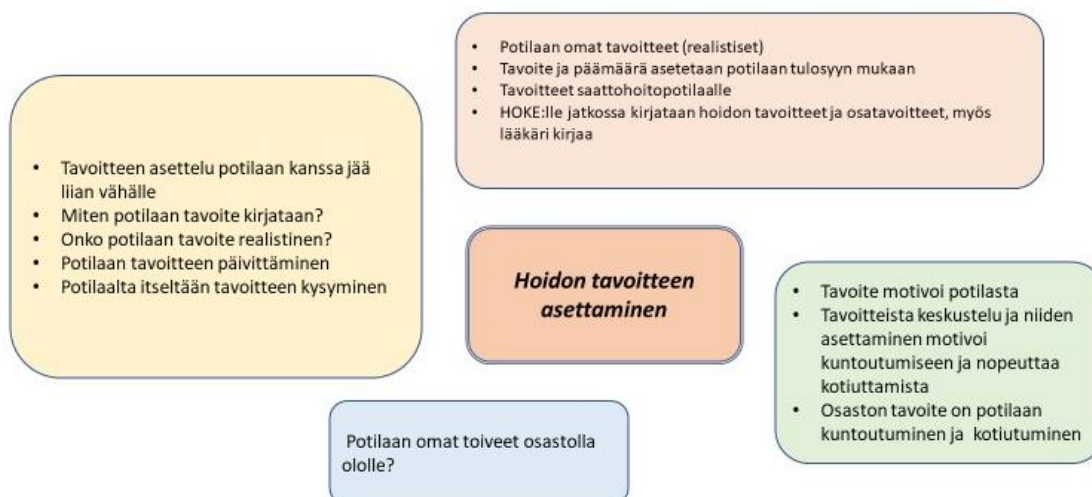 • Potilaan omat tavoitteet (realistiset)
• Tavoite ja päämäärä asetetaan potilaan tulosyyn mukaan
• Tavoitteet saattohoitopotilaalle
• HOKE:lle jatkossa kirjataan hoidon tavoitteet ja osatavoitteet, myös
lääkäri kirjaa
• Tavoitteen asettelu potilaan kanssa jää
liian vähälle
• Miten potilaan tavoite kirjataan?
• Onko potilaan tavoite realistinen?
• Potilaan tavoitteen päivittäminen
• Potilaalta itseltään tavoitteen kysyminen
Hoidon tavoitteen
asettaminen
• Tavoite motivoi potilasta
• Tavoitteista keskustelu ja niiden
asettaminen motivoi
kuntoutumiseen ja nopeuttaa
kotiuttamista
• Osaston tavoite on potilaan
kuntoutuminen ja kotiutuminen
Potilaan omat toiveet osastolla
ololle?